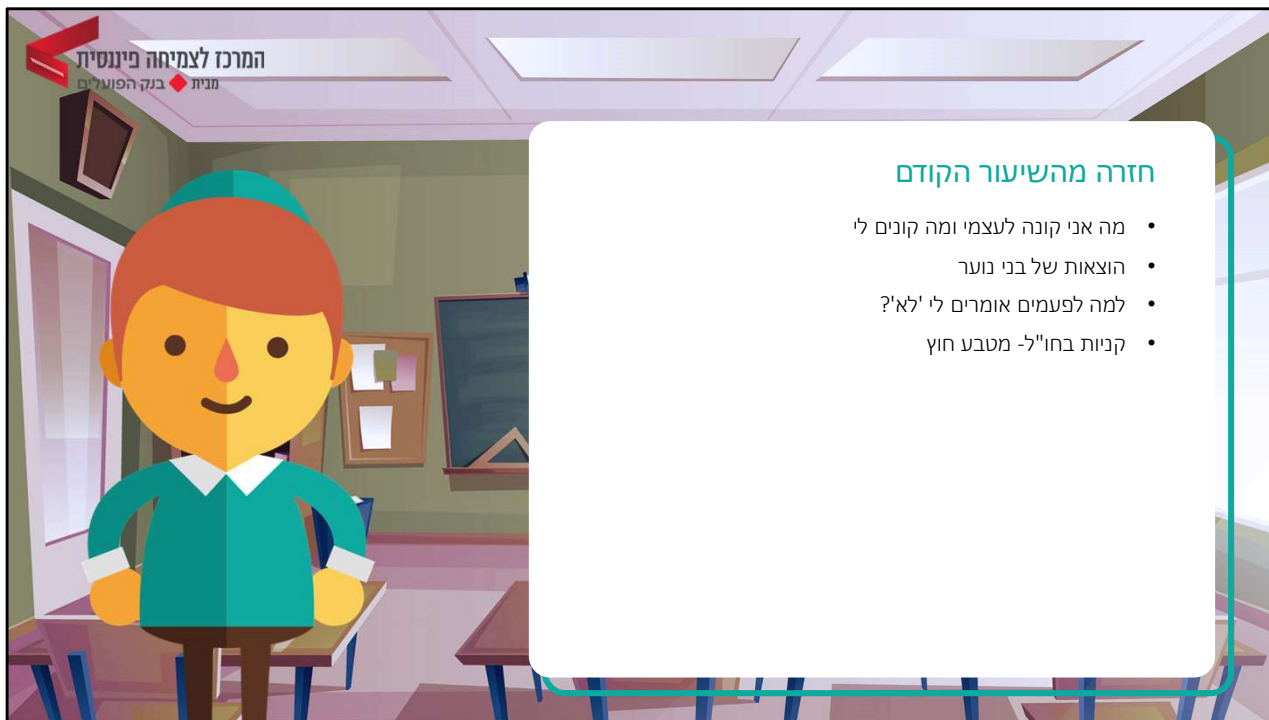 המרכז לצמיחה פיננסית
מבית בנק הפועלים
חזרה מהשיעור הקודם
• מה אני קונה לעצמי ומה קונים לי
• הוצאות של בני נוער
• למה לפעמים אומרים לי 'לא'?
• קניות בחו"ל- מטבע חוץ